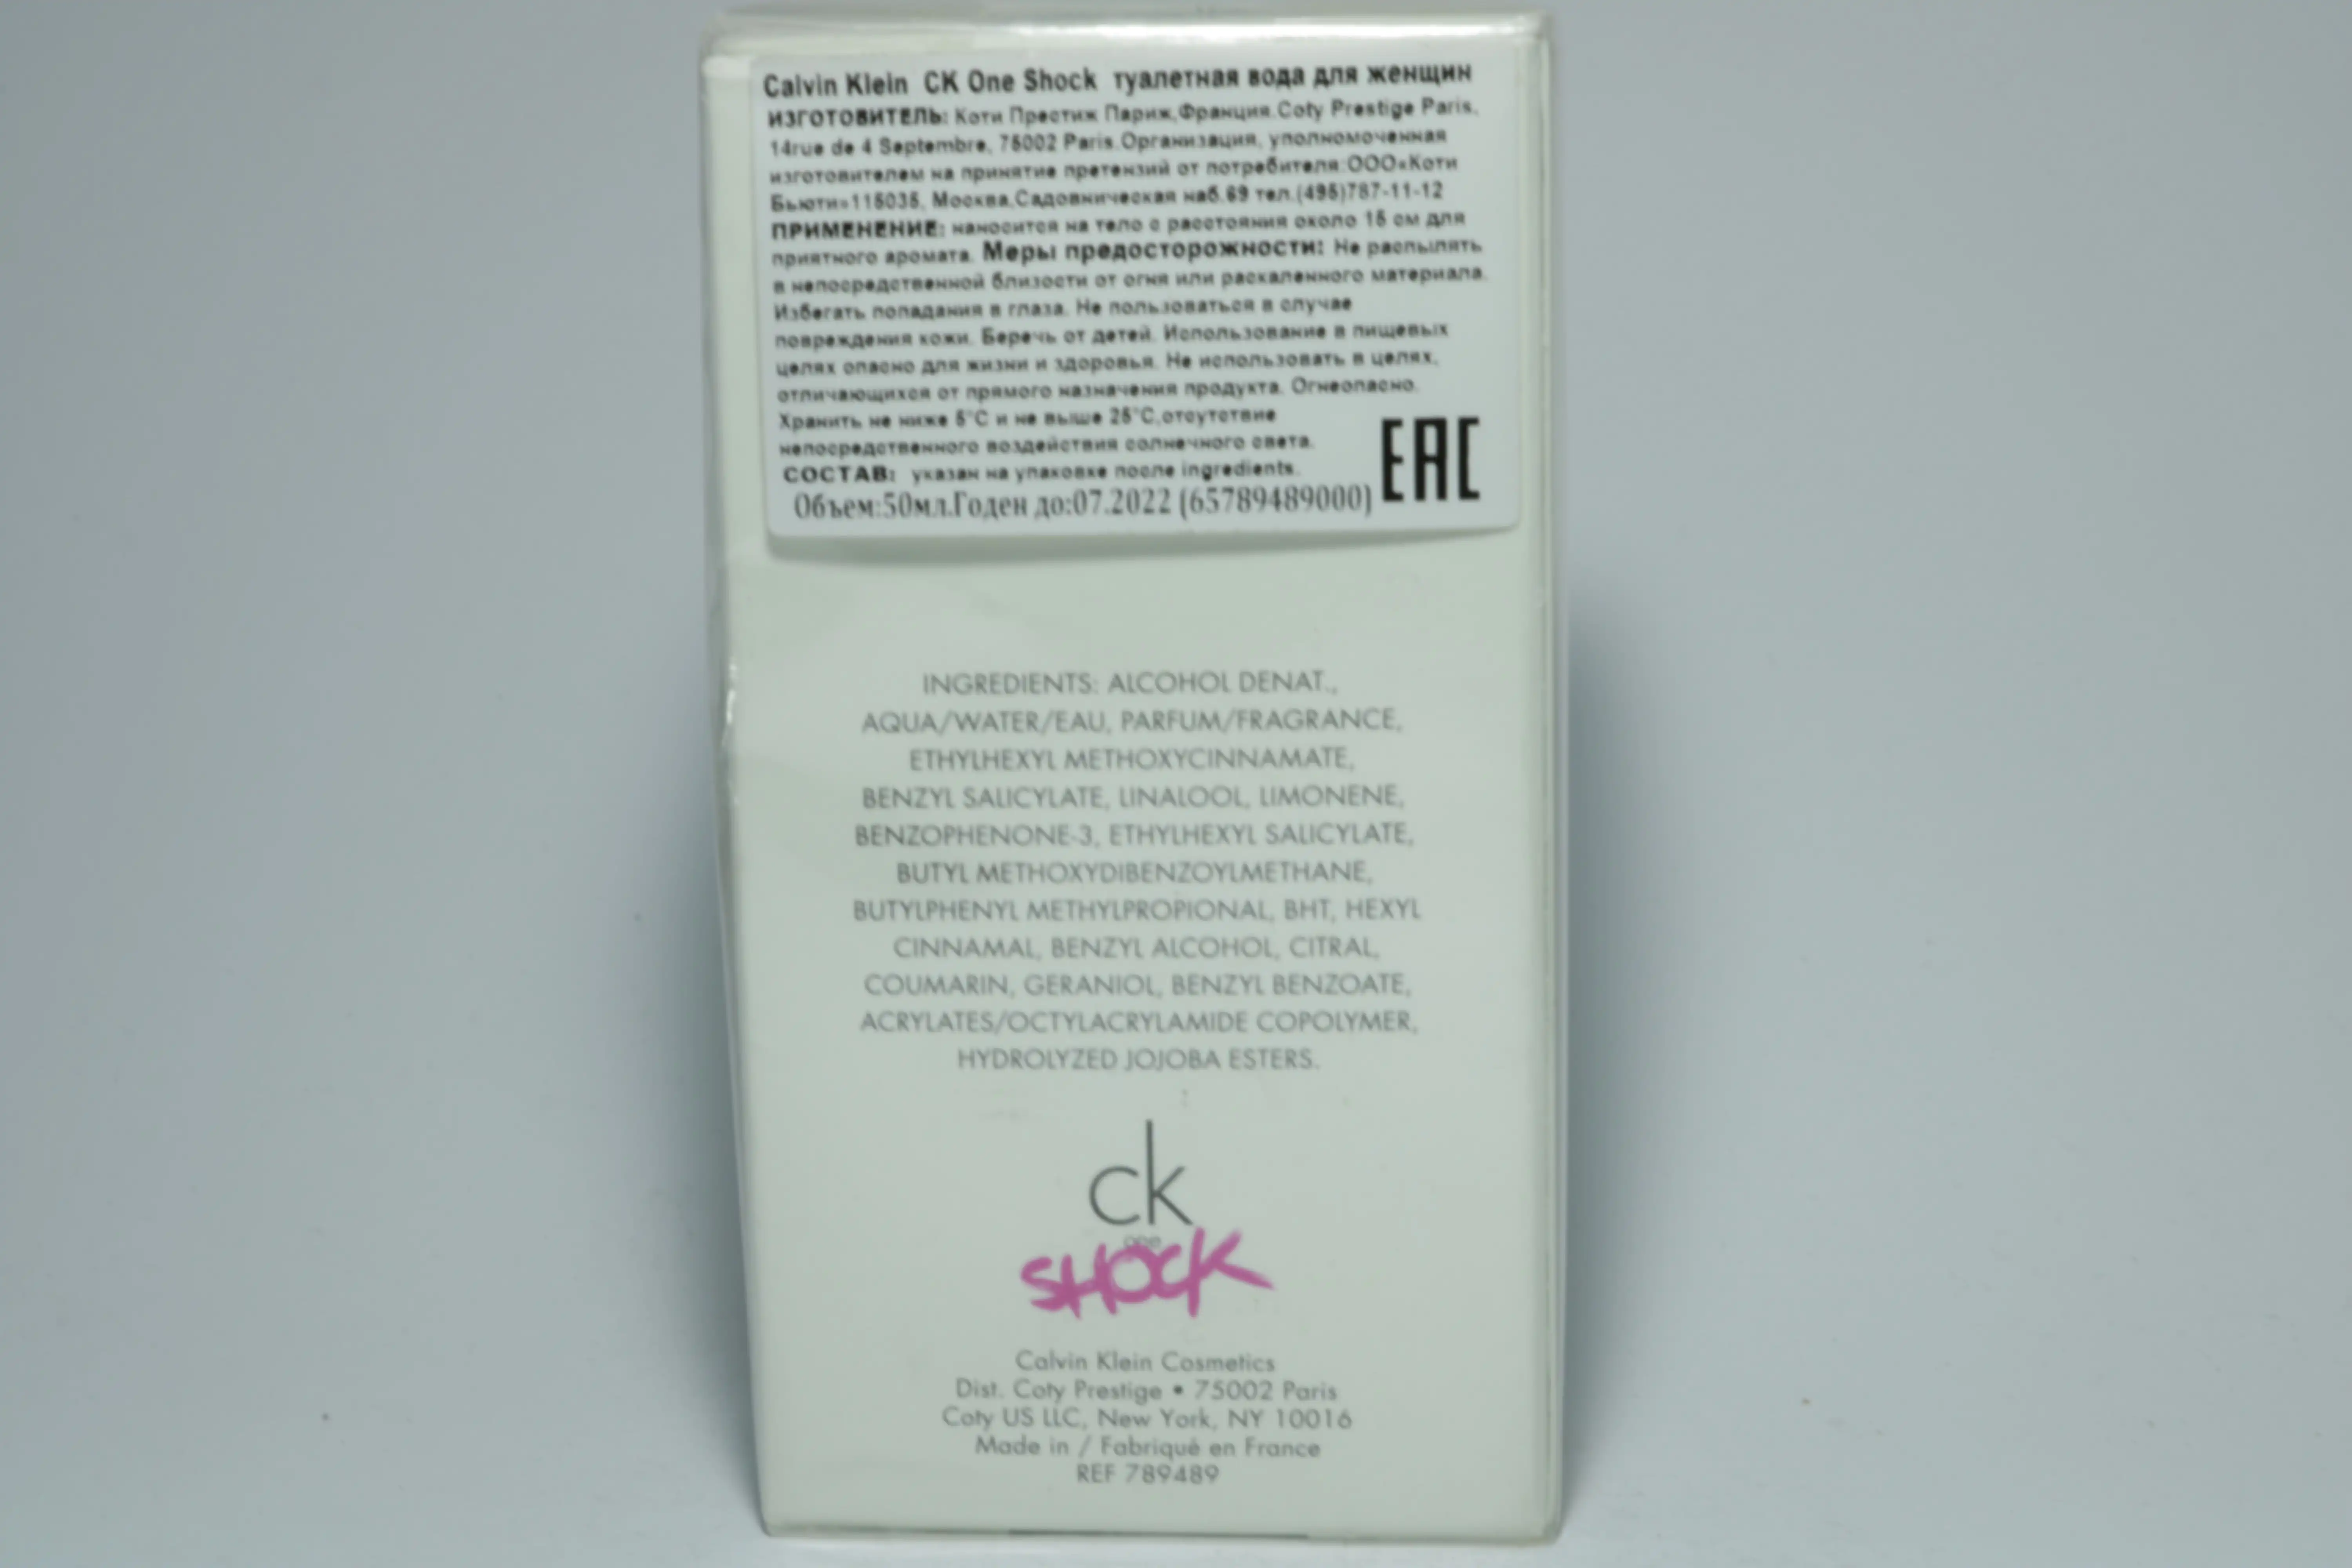 Calvin Klein CK One Shock туалетная вода для женщин
ИЗГОТОВИТЕЛЬ: Коти Престиж Париж,Франция.Coty Prestige Paris,
14rue de 4 Septembre, 75002 Paris.Организация, уполномоченная
изготовителем на принятие претензий от потребителя:ООО«Коти
Бьюти»115035, Москва,Садовническая наб.69 тел.(495)787-11-12
ПРИМЕНЕНИЕ: наносится на тело с расстояния около 15 см для
приятного аромата. Меры предосторожности: Не распылять
в непосредственной близости от огня или раскаленного материала.
Избегать попадания в глаза. Не пользоваться в случае
повреждения кожи. Беречь от детей. Использование в пищевых
целях опасно для жизни и здоровья. Не использовать в целях,
отличающихся от прямого назначения продукта. Огнеопасно.
Хранить не ниже 5°С и не выше 25°С,отсутствие
непосредственного воздействия солнечного света.
СОСТАВ: указан на упаковке после ingredients.
Объем:50мл.Годен до:07.2022 (65789489000)
EAC
INGREDIENTS: ALCOHOL DENAT.,
AQUA/WATER/EAU, PARFUM/FRAGRANCE,
ETHYLHEXYL METHOXYCINNAMATE,
BENZYL SALICYLATE, LINALOOL, LIMONENE,
BENZOPHENONE-3, ETHYLHEXYL SALICYLATE,
BUTYL METHOXYDIBENZOYLMETHANE,
BUTYLPHENYL METHYLPROPIONAL, BHT, HEXYL
CINNAMAL, BENZYL ALCOHOL, CITRAL,
COUMARIN, GERANIOL, BENZYL BENZOATE,
ACRYLATES/OCTYLACRYLAMIDE COPOLYMER,
HYDROLYZED JOJOBA ESTERS.
ck
one
SHOCK
Calvin Klein Cosmetics
Dist. Coty Prestige • 75002 Paris
Coty US LLC, New York, NY 10016
Made in / Fabriqué en France
REF 789489